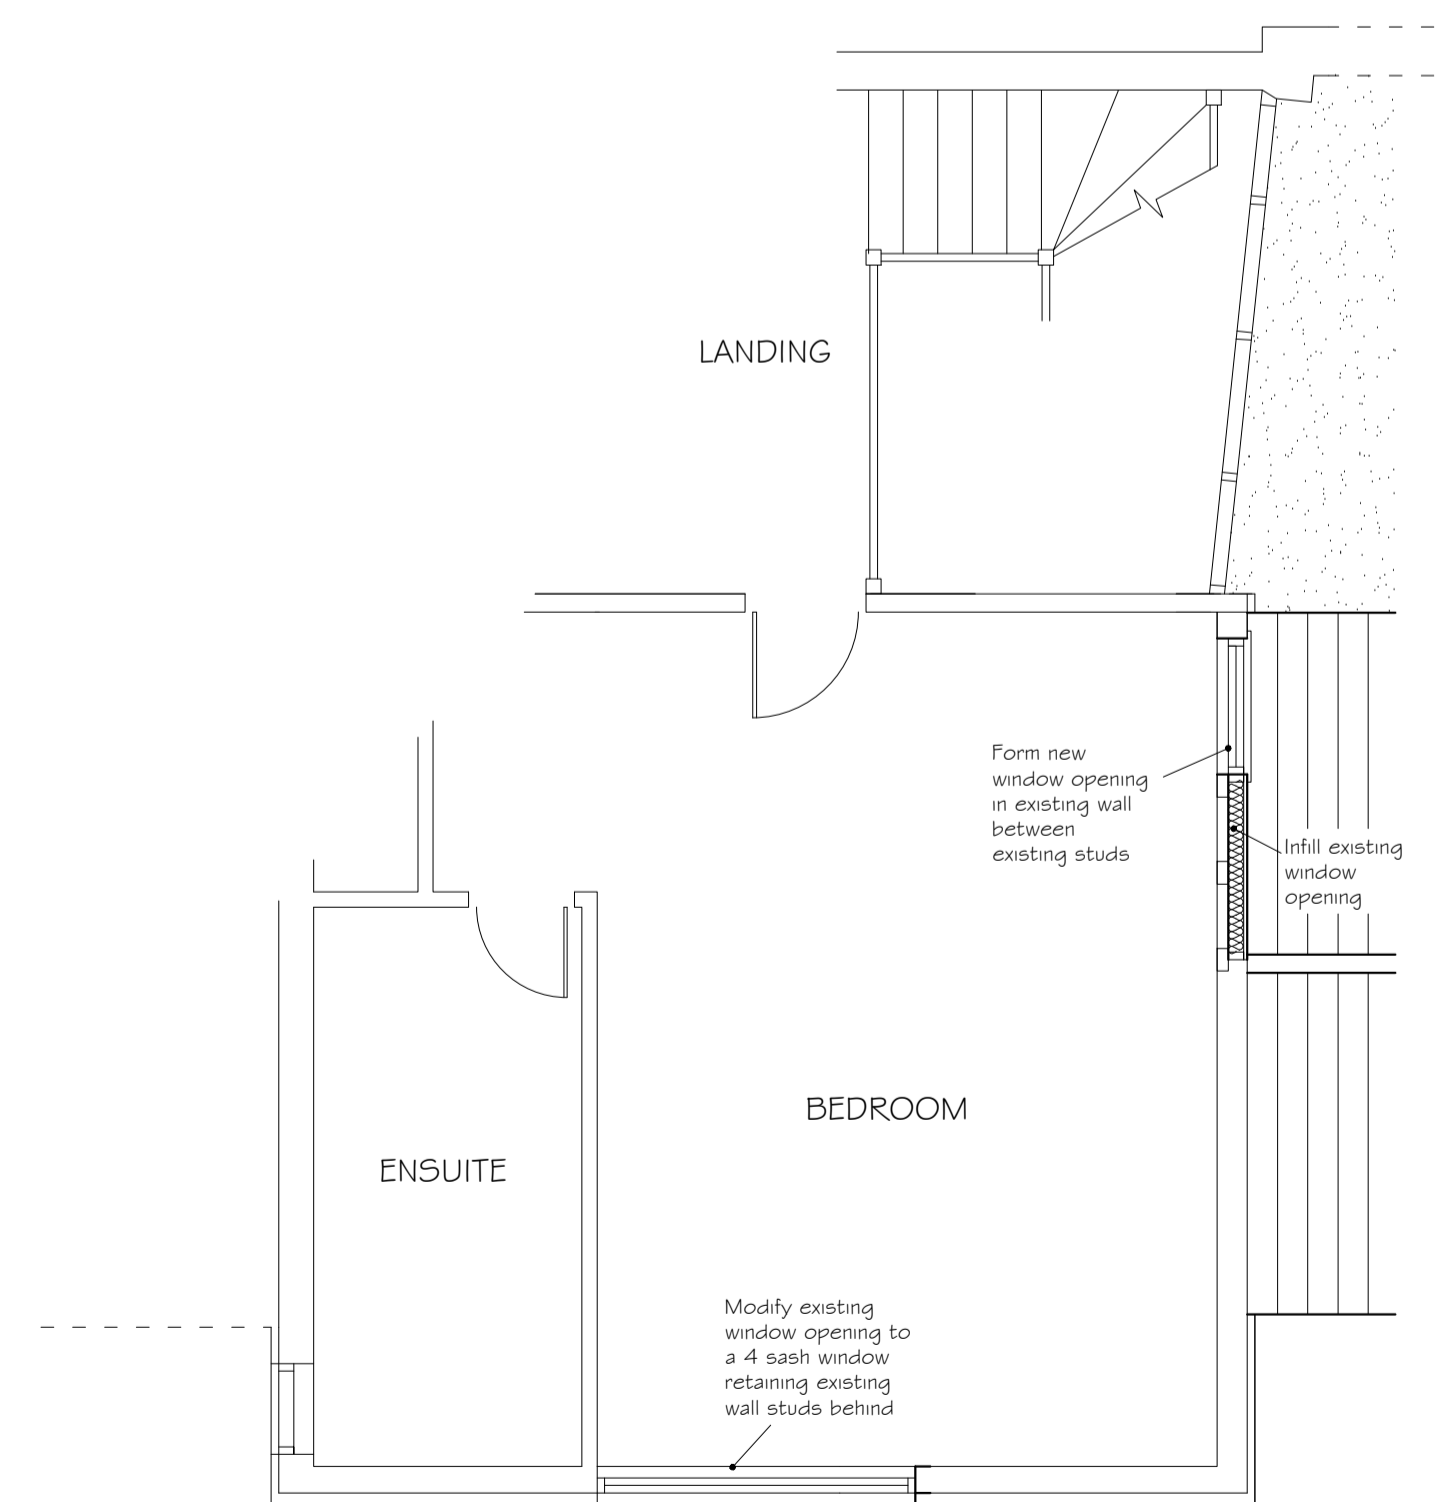 LANDING
Form new
window opening
in existing wall
between
existing studs
Infill existing
window
opening
BEDROOM
ENSUITE
Modify existing
window opening to
a 4 sash window
retaining existing
wall studs behind